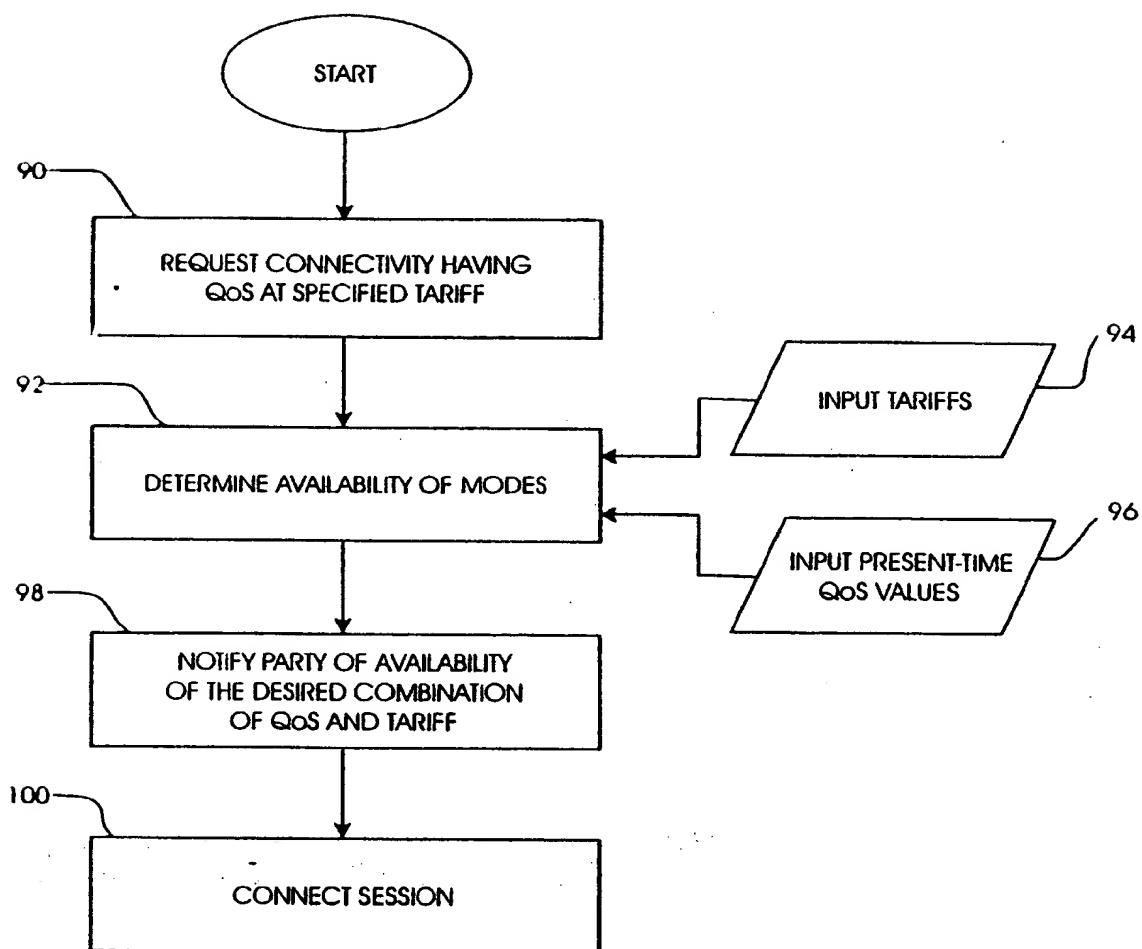 START
90
REQUEST CONNECTIVITY HAVING
QoS AT SPECIFIED TARIFF
92
DETERMINE AVAILABILITY OF MODES
94
INPUT TARIFFS
96
INPUT PRESENT-TIME
QoS VALUES
98
NOTIFY PARTY OF AVAILABILITY
OF THE DESIRED COMBINATION
OF QoS AND TARIFF
100
CONNECT SESSION